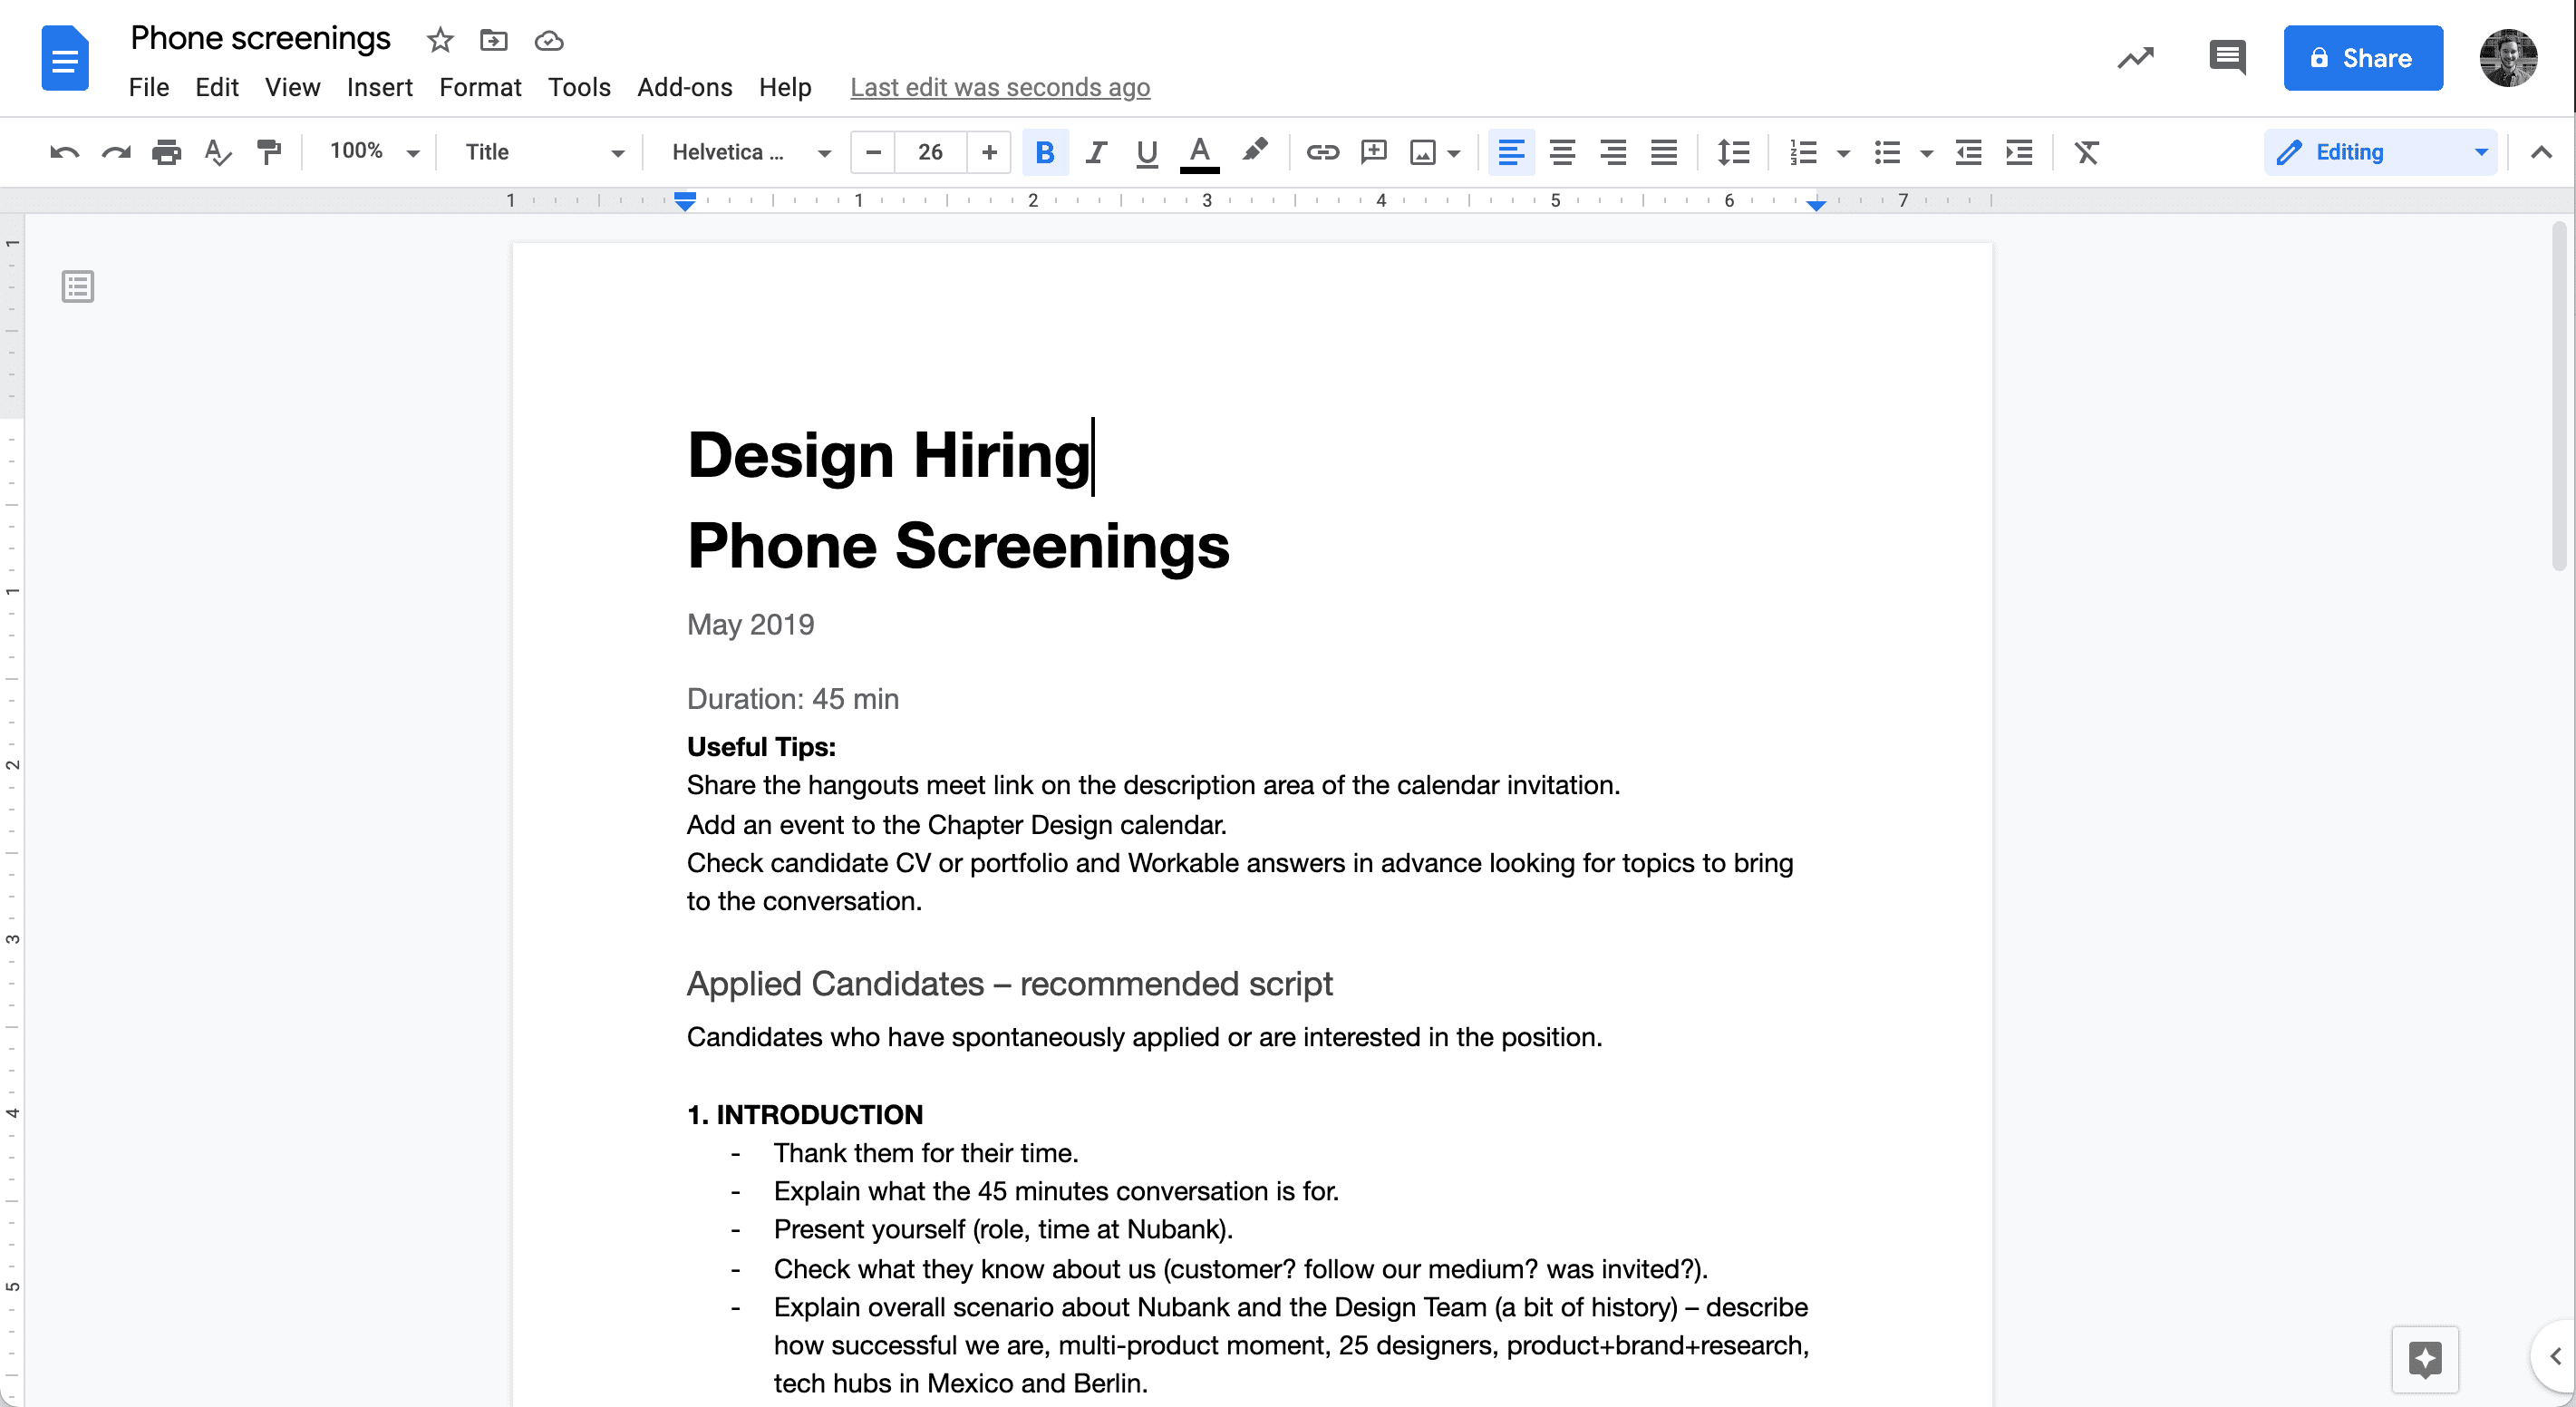 Phone screenings
File Edit View Insert Format Tools Add-ons Help Last edit was seconds ago
Share
100% Title Helvetica ... − 26 + B I U A Editing
1 1 2 3 4 5 6 7
1
1
2
3
4
5
Design Hiring
Phone Screenings
May 2019
Duration: 45 min
Useful Tips:
Share the hangouts meet link on the description area of the calendar invitation.
Add an event to the Chapter Design calendar.
Check candidate CV or portfolio and Workable answers in advance looking for topics to bring
to the conversation.
Applied Candidates – recommended script
Candidates who have spontaneously applied or are interested in the position.
1. INTRODUCTION
- Thank them for their time.
- Explain what the 45 minutes conversation is for.
- Present yourself (role, time at Nubank).
- Check what they know about us (customer? follow our medium? was invited?).
- Explain overall scenario about Nubank and the Design Team (a bit of history) – describe
how successful we are, multi-product moment, 25 designers, product+brand+research,
tech hubs in Mexico and Berlin.